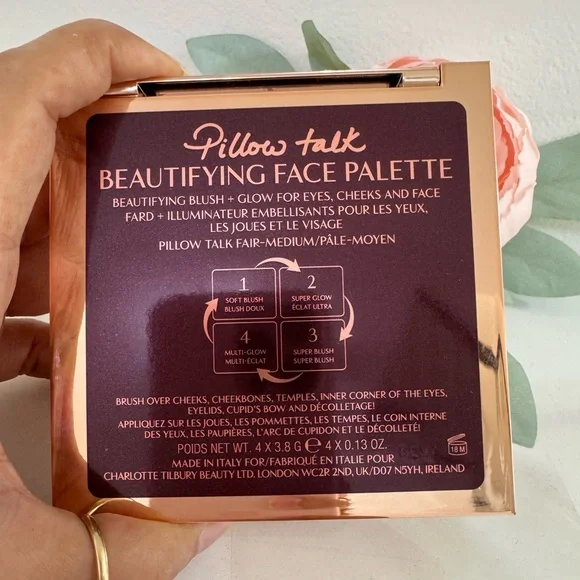 Pillow talk
BEAUTIFYING FACE PALETTE
BEAUTIFYING BLUSH + GLOW FOR EYES, CHEEKS AND FACE
FARD + ILLUMINATEUR EMBELLISANTS POUR LES YEUX,
LES JOUES ET LE VISAGE
PILLOW TALK FAIR-MEDIUM/PÂLE-MOYEN
1
SOFT BLUSH
BLUSH DOUX
2
SUPER GLOW
ÉCLAT ULTRA
4
MULTI-GLOW
MULTI-ÉCLAT
3
SUPER BLUSH
SUPER BLUSH
BRUSH OVER CHEEKS, CHEEKBONES, TEMPLES, INNER CORNER OF THE EYES,
EYELIDS, CUPID'S BOW AND DÉCOLLETAGE!
APPLIQUEZ SUR LES JOUES, LES POMMETTES, LES TEMPES, LE COIN INTERNE
DES YEUX, LES PAUPIÈRES, L'ARC DE CUPIDON ET LE DÉCOLLETÉ!
POIDS NET WT. 4 X 3.8 G ℮ 4 X 0.13 OZ.
18 M
MADE IN ITALY FOR/FABRIQUÉ EN ITALIE POUR
CHARLOTTE TILBURY BEAUTY LTD. LONDON WC2R 2ND, UK/D07 N5YH, IRELAND